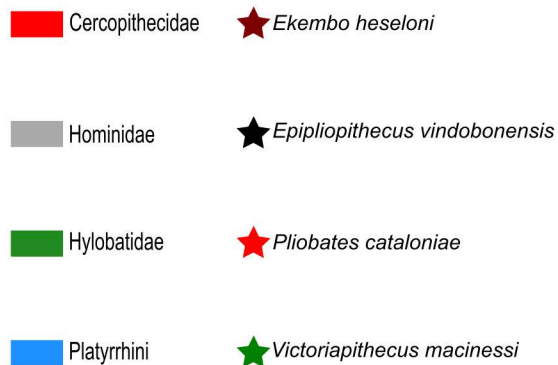 Cercopithecidae Ekembo heseloni
Hominidae Epipliopithecus vindobonensis
Hylobatidae Pliobates cataloniae
Platyrrhini Victoriapithecus macinessi